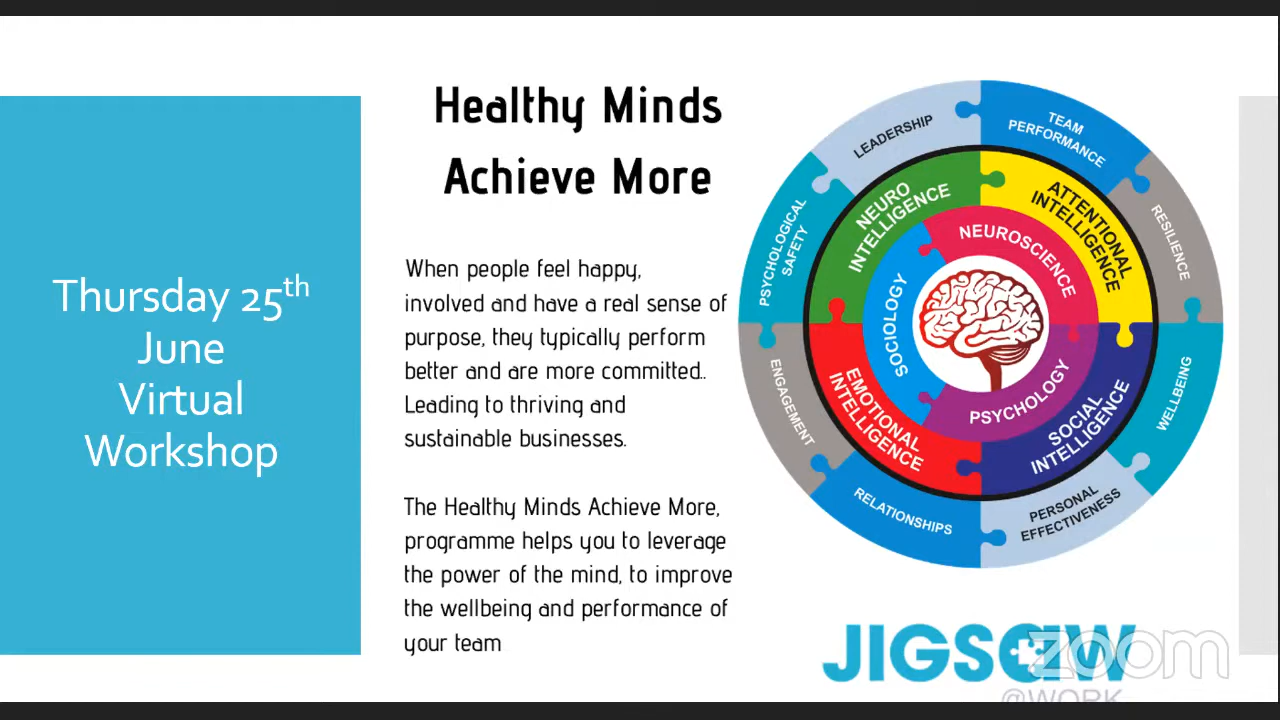 Thursday 25th
June
Virtual
Workshop
Healthy Minds
Achieve More
When people feel happy,
involved and have a real sense of
purpose, they typically perform
better and are more committed..
Leading to thriving and
sustainable businesses.
The Healthy Minds Achieve More,
programme helps you to leverage
the power of the mind, to improve
the wellbeing and performance of
your team
LEADERSHIP
TEAM
PERFORMANCE
RESILIENCE
WELLBEING
PERSONAL
EFFECTIVENESS
RELATIONSHIPS
ENGAGEMENT
PSYCHOLOGICAL
SAFETY
NEURO
INTELLIGENCE
ATTENTIONAL
INTELLIGENCE
SOCIAL
INTELLIGENCE
EMOTIONAL
INTELLIGENCE
NEUROSCIENCE
PSYCHOLOGY
SOCIOLOGY
JIGSAW
@WORK
zoom